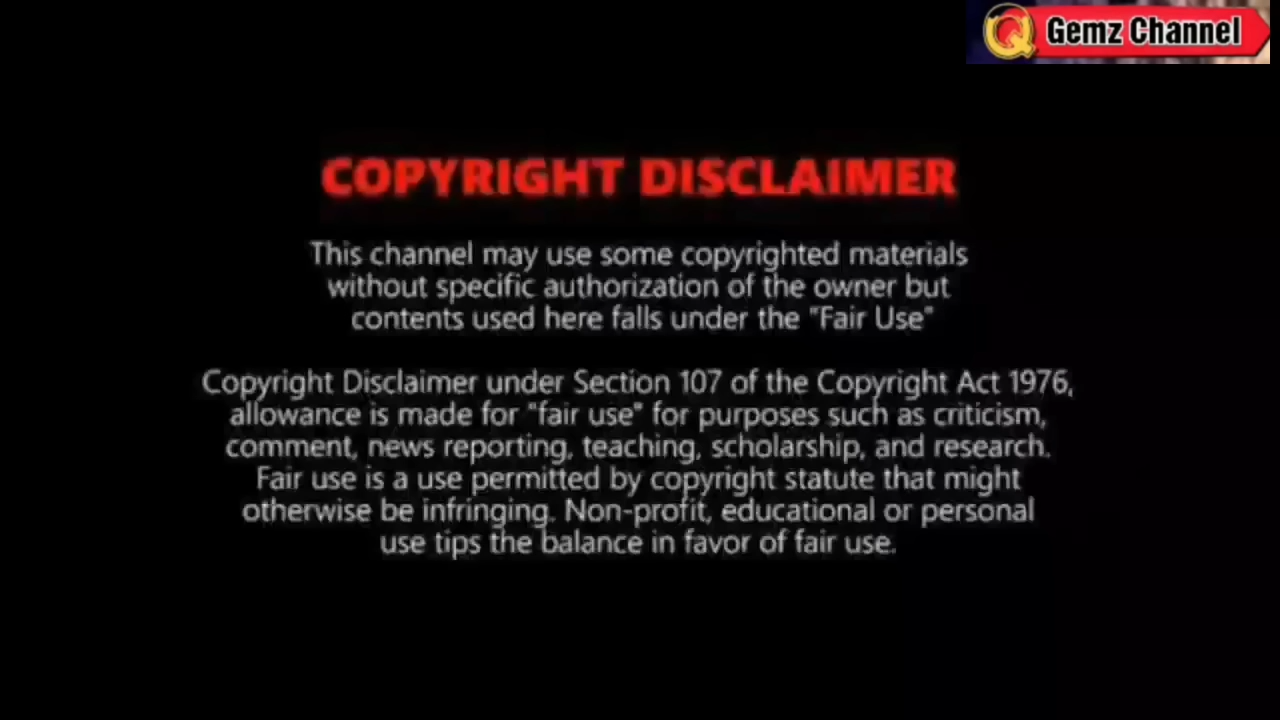 Gemz Channel
COPYRIGHT DISCLAIMER
This channel may use some copyrighted materials
without specific authorization of the owner but
contents used here falls under the "Fair Use"
Copyright Disclaimer under Section 107 of the Copyright Act 1976,
allowance is made for "fair use" for purposes such as criticism,
comment, news reporting, teaching, scholarship, and research.
Fair use is a use permitted by copyright statute that might
otherwise be infringing. Non-profit, educational or personal
use tips the balance in favor of fair use.